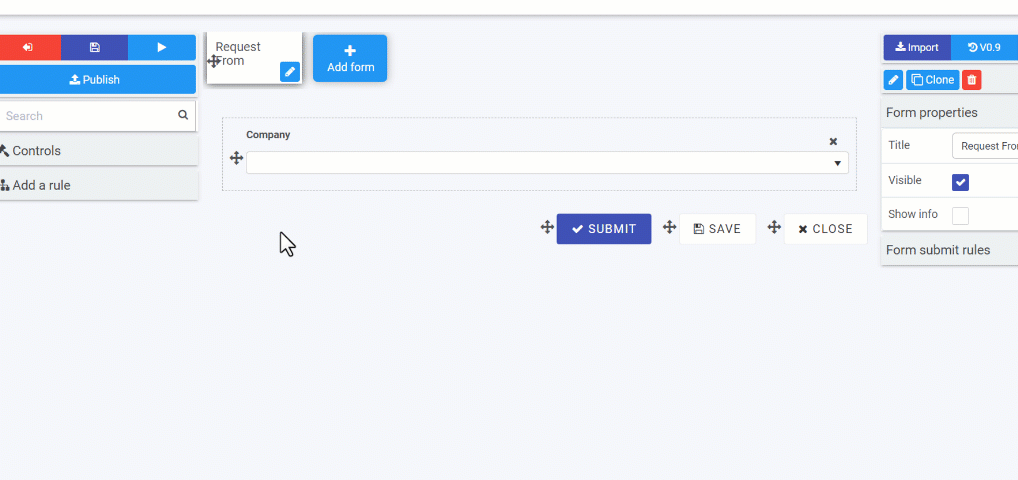 Publish
Search
Controls
Add a rule
Request
From
Add form
Company
SUBMIT
SAVE
CLOSE
Import
V0.9
Clone
Form properties
Title
Request Fro
Visible
Show info
Form submit rules